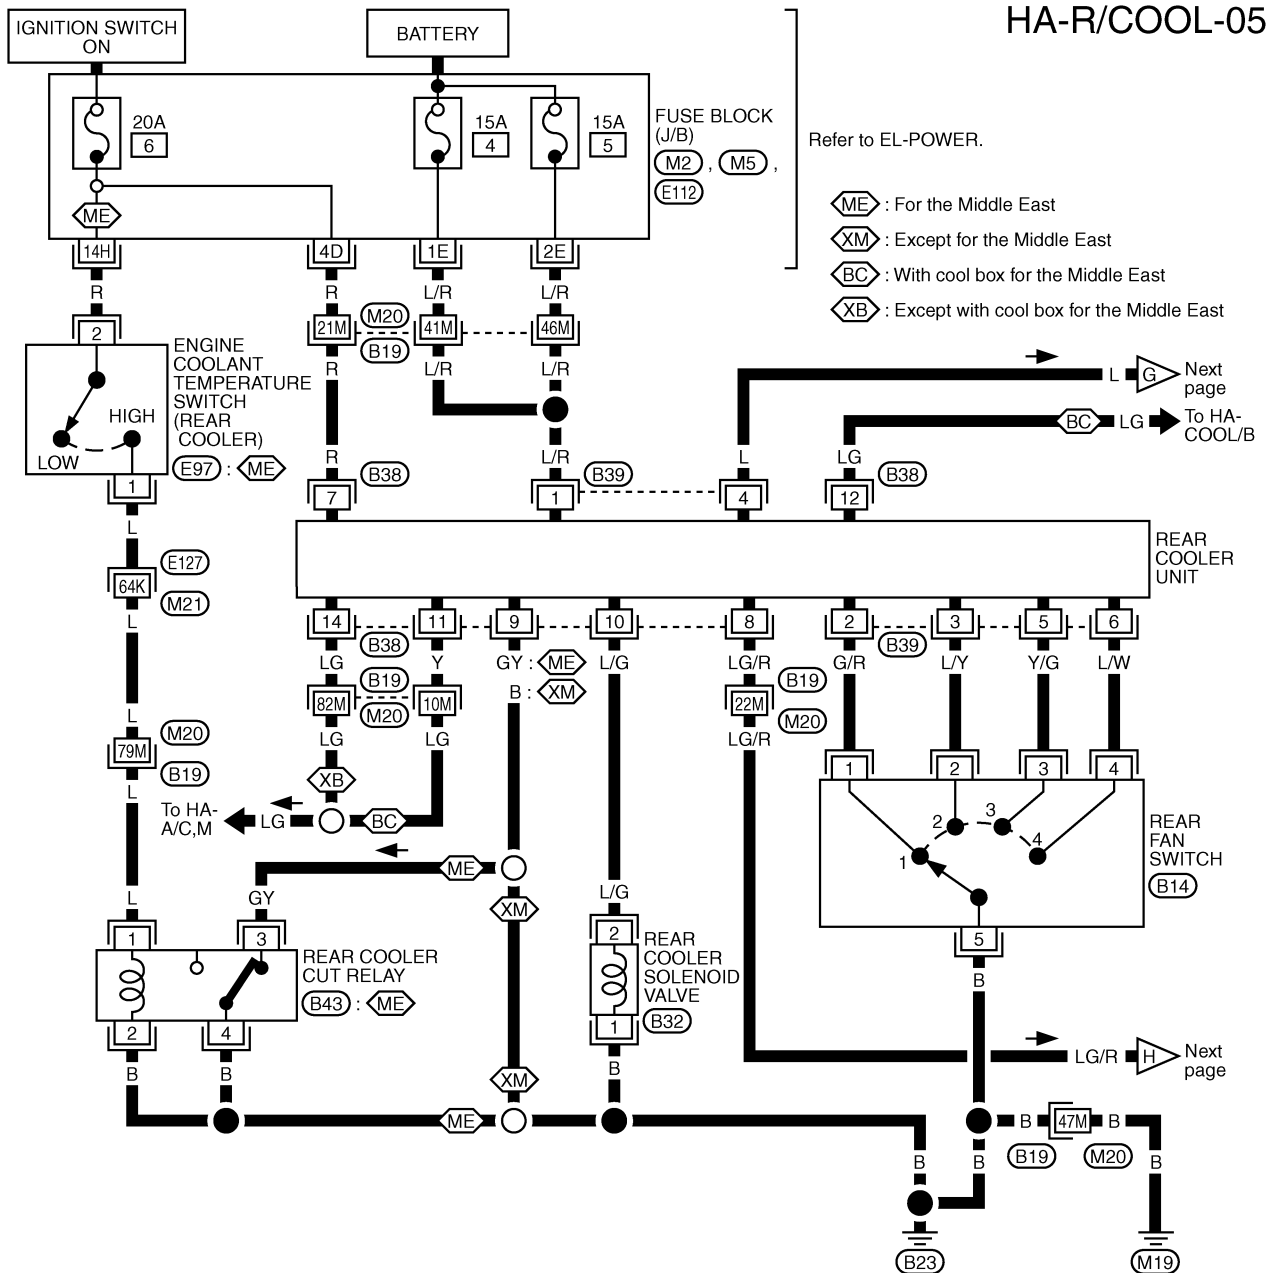 HA-R/COOL-05
IGNITION SWITCH
ON
BATTERY
20A
6
15A
4
15A
5
FUSE BLOCK
(J/B)
M2 , M5 ,
E112
Refer to EL-POWER.
ME
ME : For the Middle East
XM : Except for the Middle East
BC : With cool box for the Middle East
XB : Except with cool box for the Middle East
14H
4D
1E
2E
R
R
L/R
L/R
2
21M
M20
B19
41M
46M
R
L/R
L/R
ENGINE
COOLANT
TEMPERATURE
SWITCH
(REAR
COOLER)
E97 : ME
HIGH
LOW
1
L
G
Next
page
BC
LG
To HA-
COOL/B
R
L/R
L
LG
B38
B39
B38
7
1
4
12
L
E127
64K
M21
L
REAR
COOLER
UNIT
14
11
9
10
8
2
3
5
6
B38
B39
LG
Y
GY : ME
B : XM
L/G
LG/R
G/R
L/Y
Y/G
L/W
B19
82M
M20
10M
B19
22M
M20
LG
LG
LG/R
L
M20
79M
B19
L
XB
To HA-
A/C,M
LG
BC
1
2
3
4
1
2
3
4
REAR
FAN
SWITCH
B14
5
ME
XM
L
GY
L/G
1
3
REAR COOLER
CUT RELAY
B43 : ME
2
4
2
REAR
COOLER
SOLENOID
VALVE
B32
1
B
B
B
XM
B
LG/R
H
Next
page
ME
B
47M
B
B19
M20
B
B
B
B23
M19